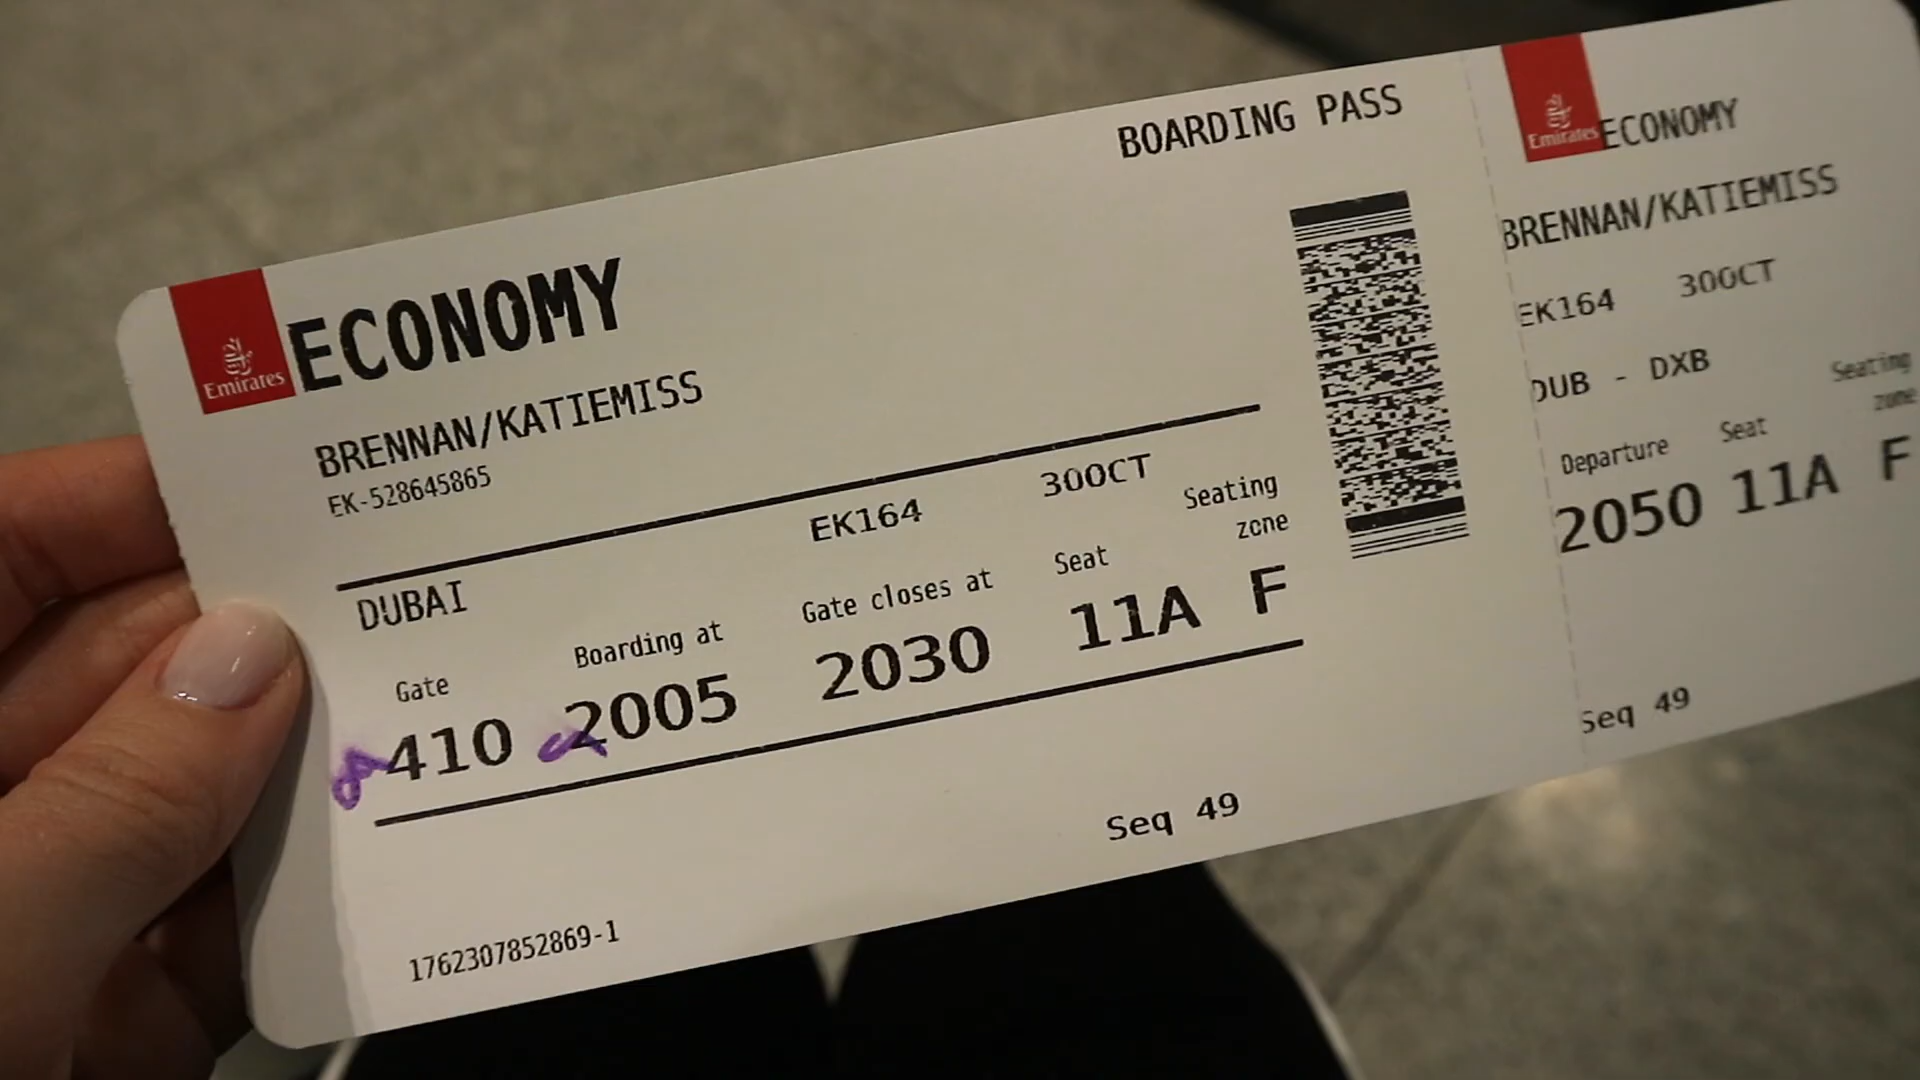 BOARDING PASS
Emirates
ECONOMY
BRENNAN/KATIEMISS
EK-528645865
EK164 30OCT
DUBAI
Gate Boarding at Gate closes at Seat Seating zone
410 2005 2030 11A F
Seq 49
1762307852869-1
Emirates
ECONOMY
BRENNAN/KATIEMISS
EK164 30OCT
DUB - DXB
Departure Seat Seating zone
2050 11A F
Seq 49